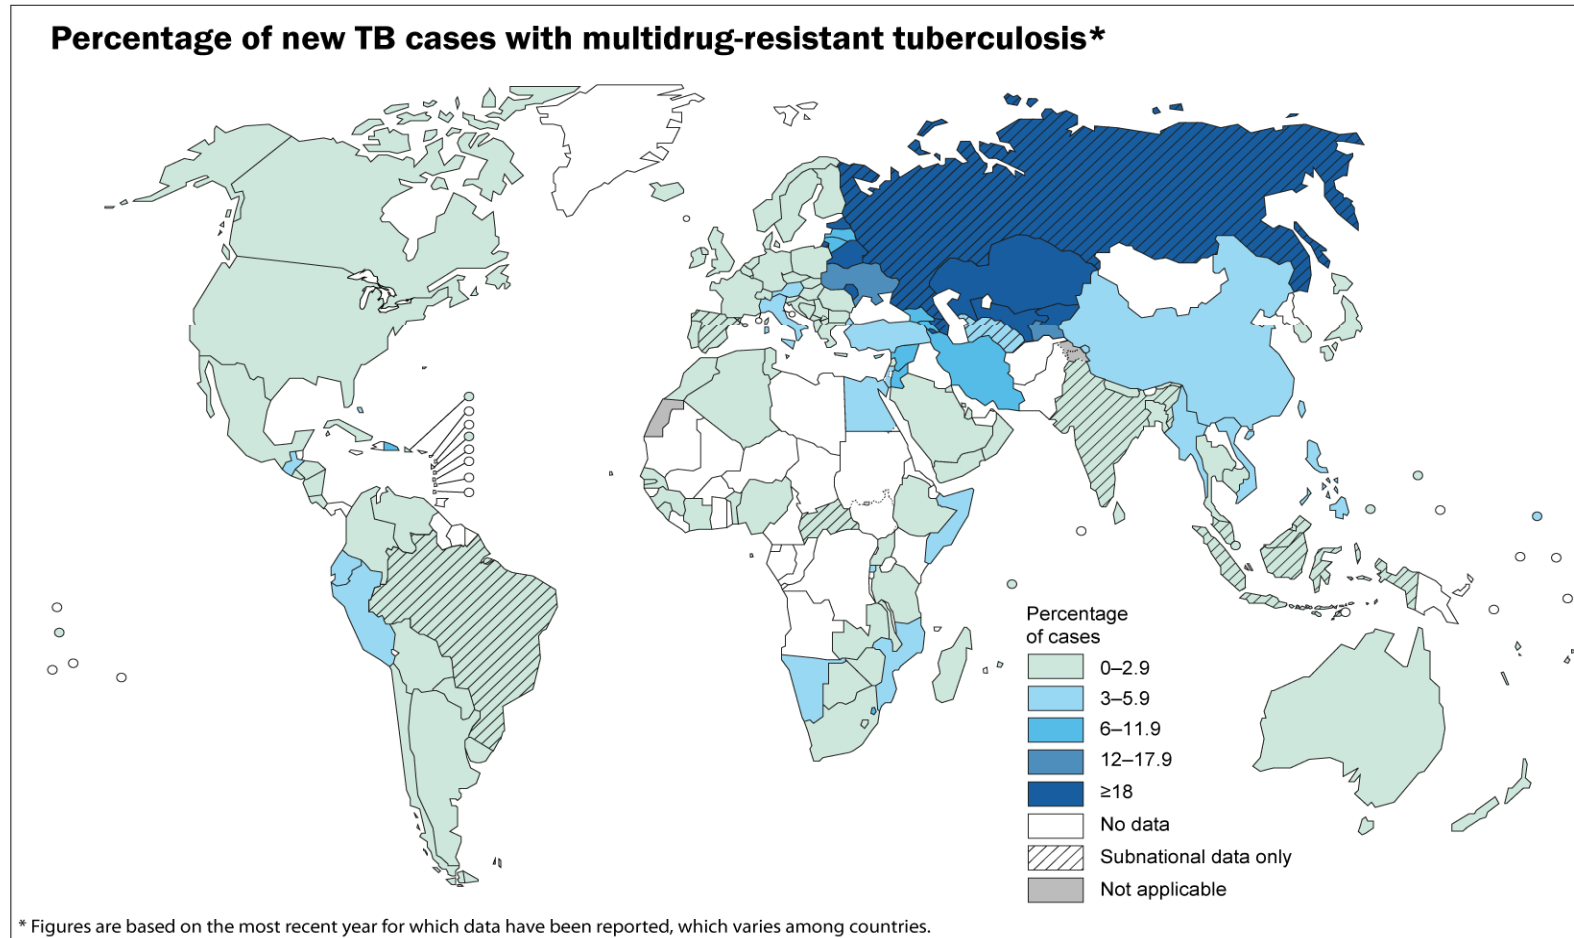 Percentage of new TB cases with multidrug-resistant tuberculosis*
Percentage
of cases
0–2.9
3–5.9
6–11.9
12–17.9
≥18
No data
Subnational data only
Not applicable
* Figures are based on the most recent year for which data have been reported, which varies among countries.